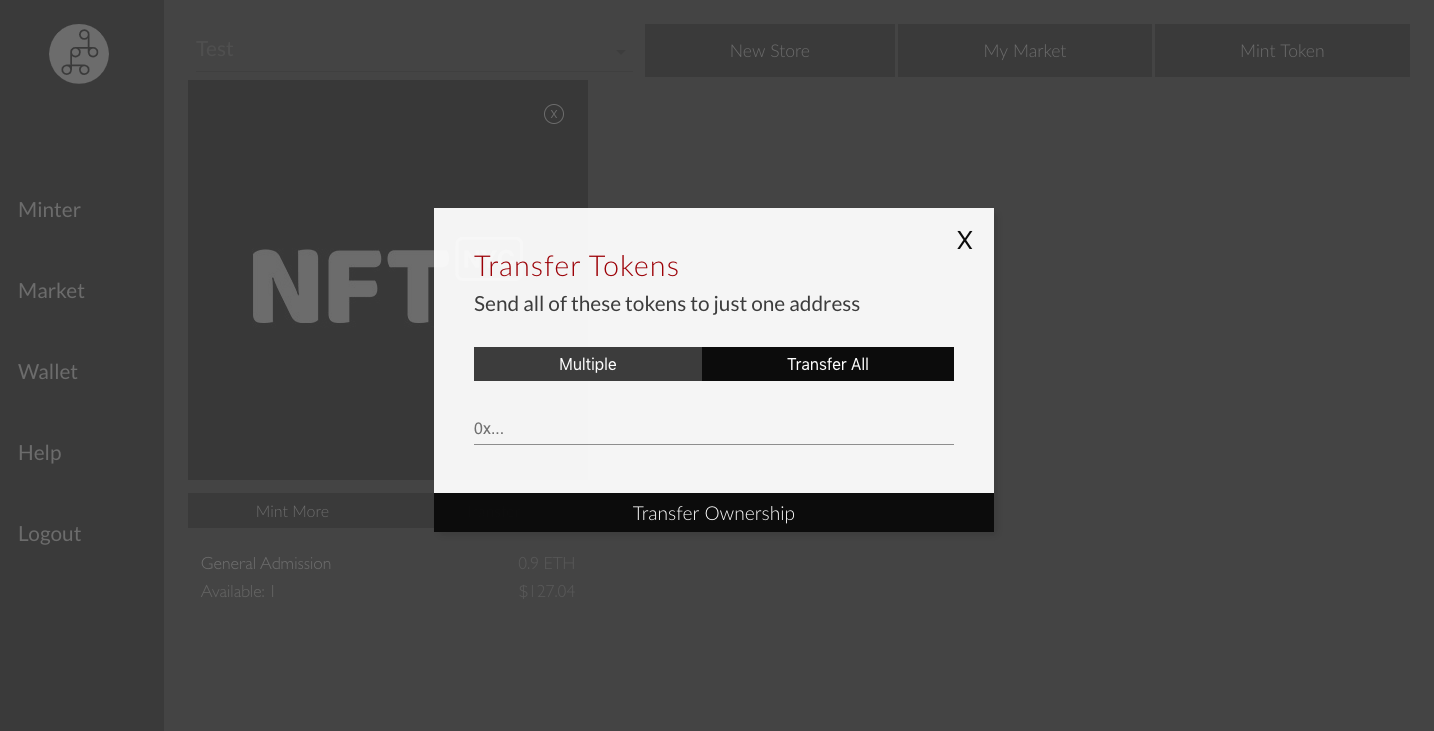 Test
New Store
My Market
Mint Token
X
Minter
Market
Wallet
Help
Logout
NFT
X
Transfer Tokens
Send all of these tokens to just one address
Multiple
Transfer All
0x...
Transfer Ownership
Mint More
General Admission
0.9 ETH
Available: 1
$127.04